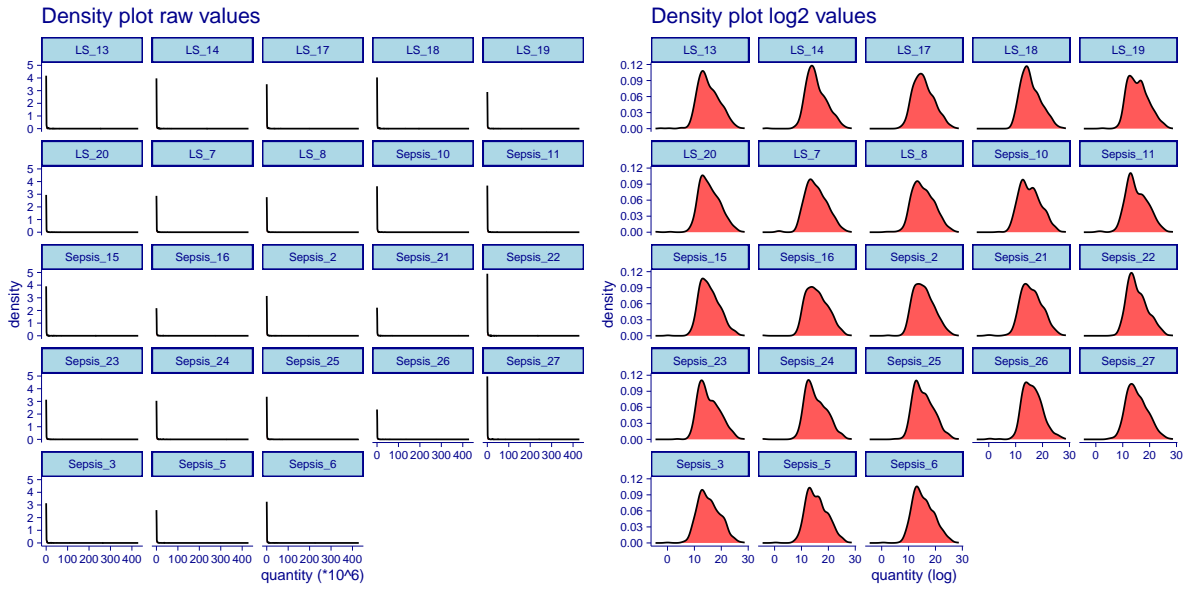 Density plot raw values
LS_13 LS_14 LS_17 LS_18 LS_19
5
4
3
2
1
0
LS_20 LS_7 LS_8 Sepsis_10 Sepsis_11
5
4
3
2
1
0
Sepsis_15 Sepsis_16 Sepsis_2 Sepsis_21 Sepsis_22
5
4
3
2
1
0
density
Sepsis_23 Sepsis_24 Sepsis_25 Sepsis_26 Sepsis_27
5
4
3
2
1
0
0 100 200 300 400 0 100 200 300 400
Sepsis_3 Sepsis_5 Sepsis_6
5
4
3
2
1
0
0 100 200 300 400 0 100 200 300 400 0 100 200 300 400
quantity (*10^6)
Density plot log2 values
LS_13 LS_14 LS_17 LS_18 LS_19
0.12
0.09
0.06
0.03
0.00
LS_20 LS_7 LS_8 Sepsis_10 Sepsis_11
0.12
0.09
0.06
0.03
0.00
Sepsis_15 Sepsis_16 Sepsis_2 Sepsis_21 Sepsis_22
0.12
0.09
0.06
0.03
0.00
density
Sepsis_23 Sepsis_24 Sepsis_25 Sepsis_26 Sepsis_27
0.12
0.09
0.06
0.03
0.00
0 10 20 30 0 10 20 30
Sepsis_3 Sepsis_5 Sepsis_6
0.12
0.09
0.06
0.03
0.00
0 10 20 30 0 10 20 30 0 10 20 30
quantity (log)